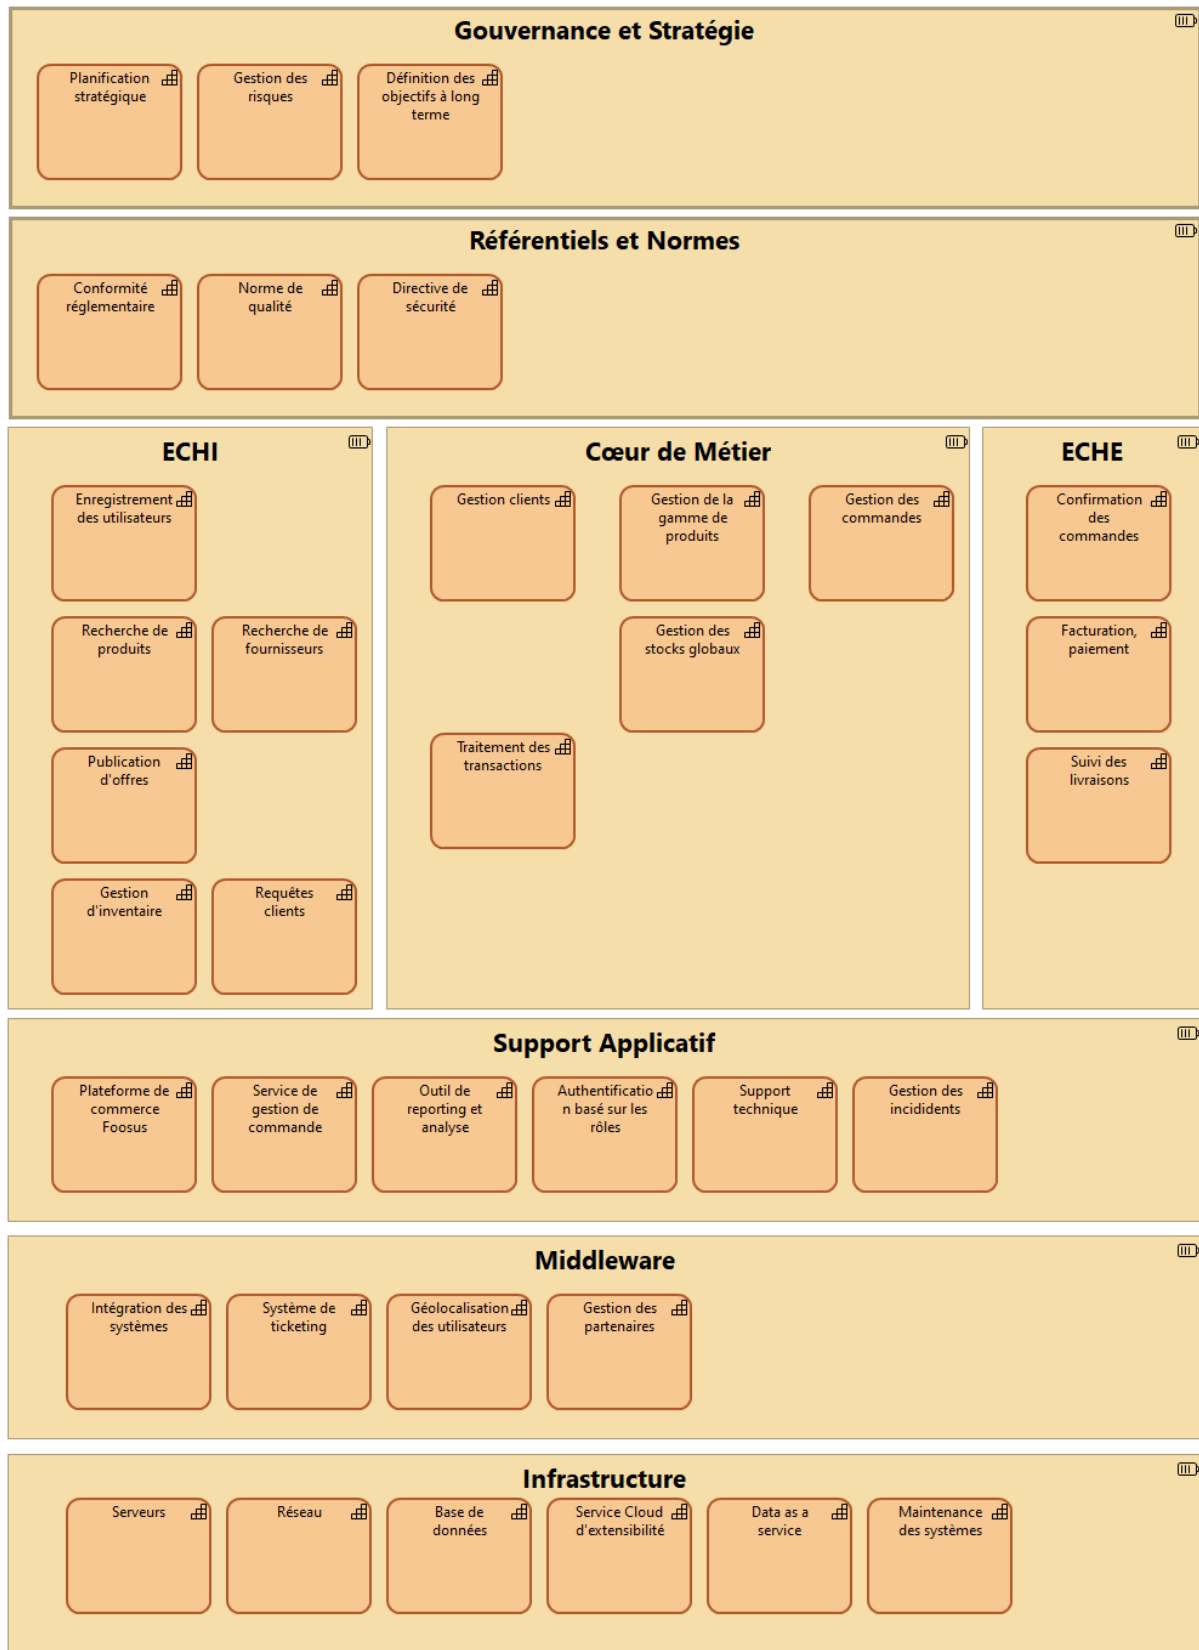 Gouvernance et Stratégie
Planification
stratégique
Gestion des
risques
Définition des
objectifs à long
terme
Référentiels et Normes
Conformité
réglementaire
Norme de
qualité
Directive de
sécurité
ECHI
Enregistrement
des utilisateurs
Recherche de
produits
Recherche de
fournisseurs
Publication
d'offres
Gestion
d'inventaire
Requêtes
clients
Cœur de Métier
Gestion clients
Gestion de la
gamme de
produits
Gestion des
commandes
Gestion des
stocks globaux
Traitement des
transactions
ECHE
Confirmation
des
commandes
Facturation,
paiement
Suivi des
livraisons
Support Applicatif
Plateforme de
commerce
Foosus
Service de
gestion de
commande
Outil de
reporting et
analyse
Authentificatio
n basé sur les
rôles
Support
technique
Gestion des
incididents
Middleware
Intégration des
systèmes
Système de
ticketing
Géolocalisation
des utilisateurs
Gestion des
partenaires
Infrastructure
Serveurs
Réseau
Base de
données
Service Cloud
d'extensibilité
Data as a
service
Maintenance
des systèmes